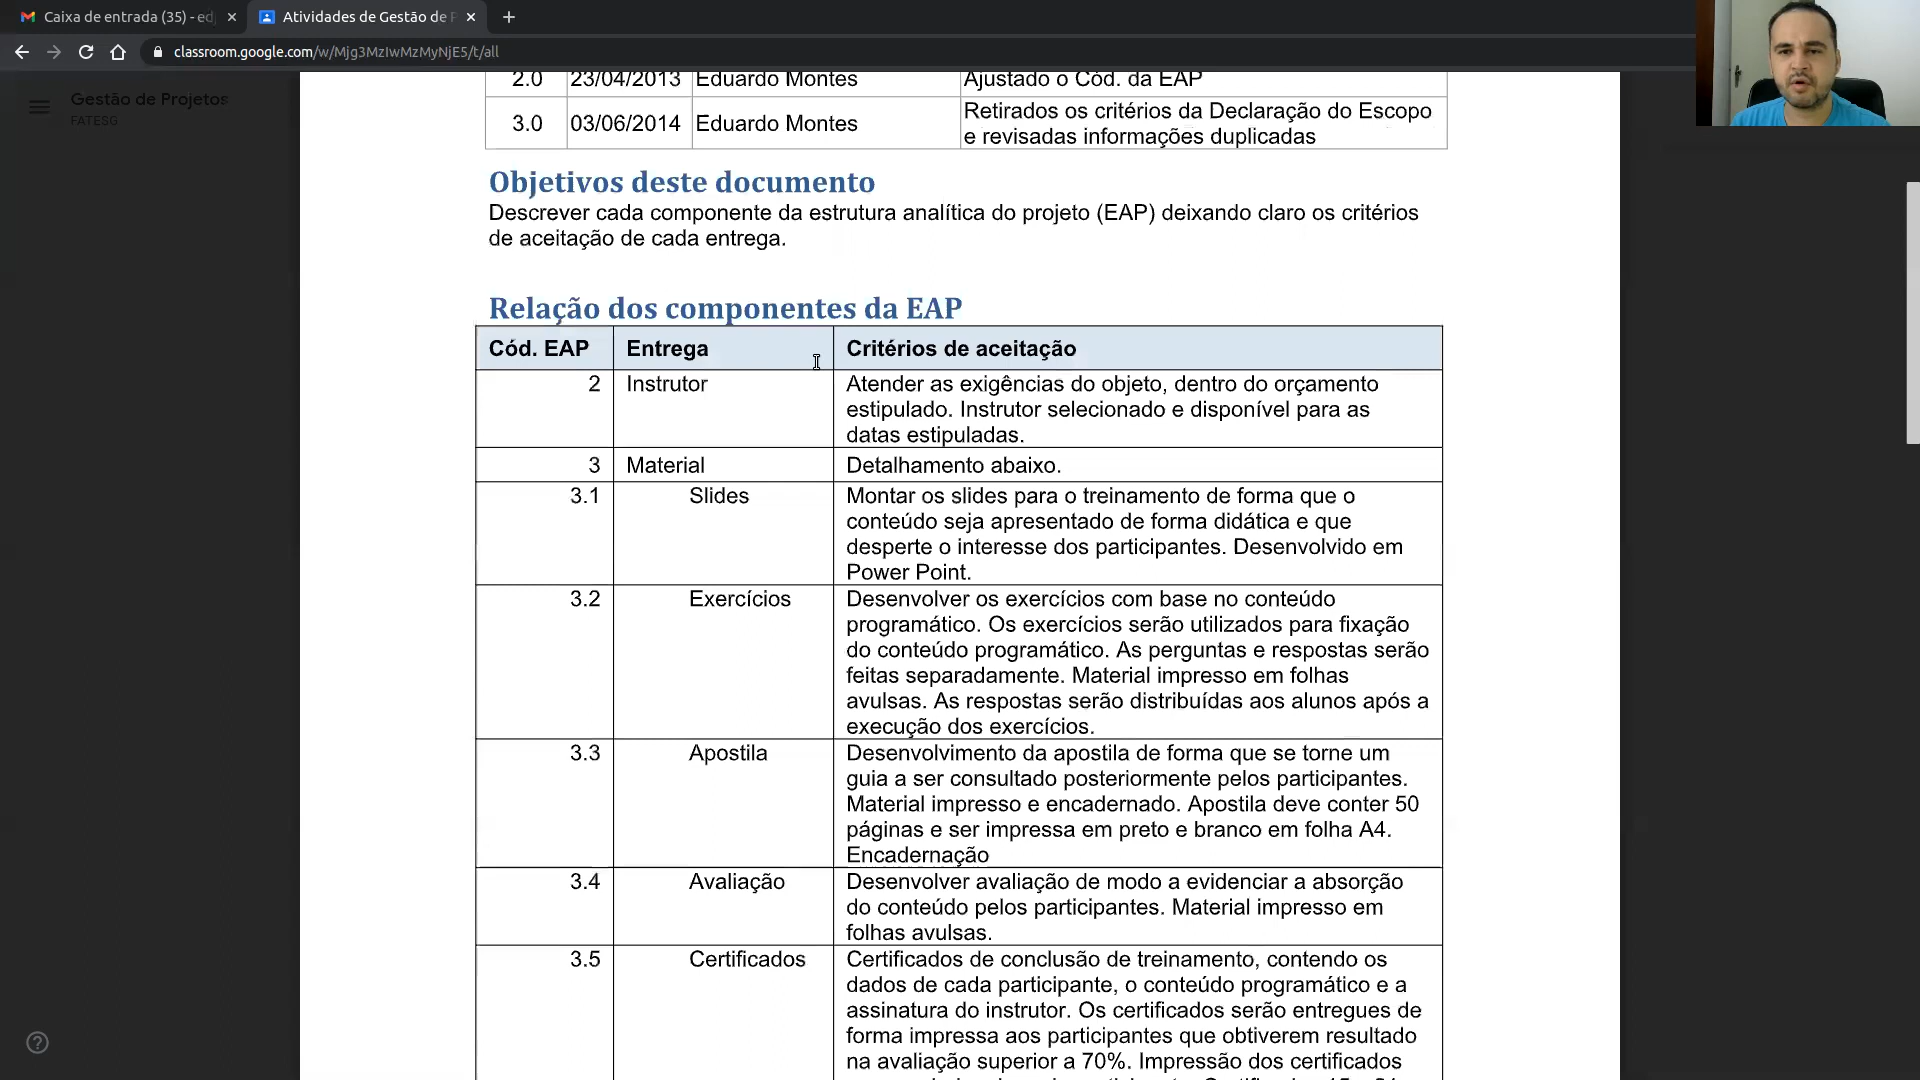 Caixa de entrada (35) - ed
Atividades de Gestão de P
classroom.google.com/w/Mjg3MzIwMzMyNjE5/t/all
Gestão de Projetos
FATESG
2.0 23/04/2013 Eduardo Montes Ajustado o Cód. da EAP
3.0 03/06/2014 Eduardo Montes Retirados os critérios da Declaração do Escopo
e revisadas informações duplicadas
Objetivos deste documento
Descrever cada componente da estrutura analítica do projeto (EAP) deixando claro os critérios
de aceitação de cada entrega.
Relação dos componentes da EAP
Cód. EAP Entrega Critérios de aceitação
2 Instrutor Atender as exigências do objeto, dentro do orçamento
estipulado. Instrutor selecionado e disponível para as
datas estipuladas.
3 Material Detalhamento abaixo.
3.1 Slides Montar os slides para o treinamento de forma que o
conteúdo seja apresentado de forma didática e que
desperte o interesse dos participantes. Desenvolvido em
Power Point.
3.2 Exercícios Desenvolver os exercícios com base no conteúdo
programático. Os exercícios serão utilizados para fixação
do conteúdo programático. As perguntas e respostas serão
feitas separadamente. Material impresso em folhas
avulsas. As respostas serão distribuídas aos alunos após a
execução dos exercícios.
3.3 Apostila Desenvolvimento da apostila de forma que se torne um
guia a ser consultado posteriormente pelos participantes.
Material impresso e encadernado. Apostila deve conter 50
páginas e ser impressa em preto e branco em folha A4.
Encadernação
3.4 Avaliação Desenvolver avaliação de modo a evidenciar a absorção
do conteúdo pelos participantes. Material impresso em
folhas avulsas.
3.5 Certificados Certificados de conclusão de treinamento, contendo os
dados de cada participante, o conteúdo programático e a
assinatura do instrutor. Os certificados serão entregues de
forma impressa aos participantes que obtiverem resultado
na avaliação superior a 70%. Impressão dos certificados